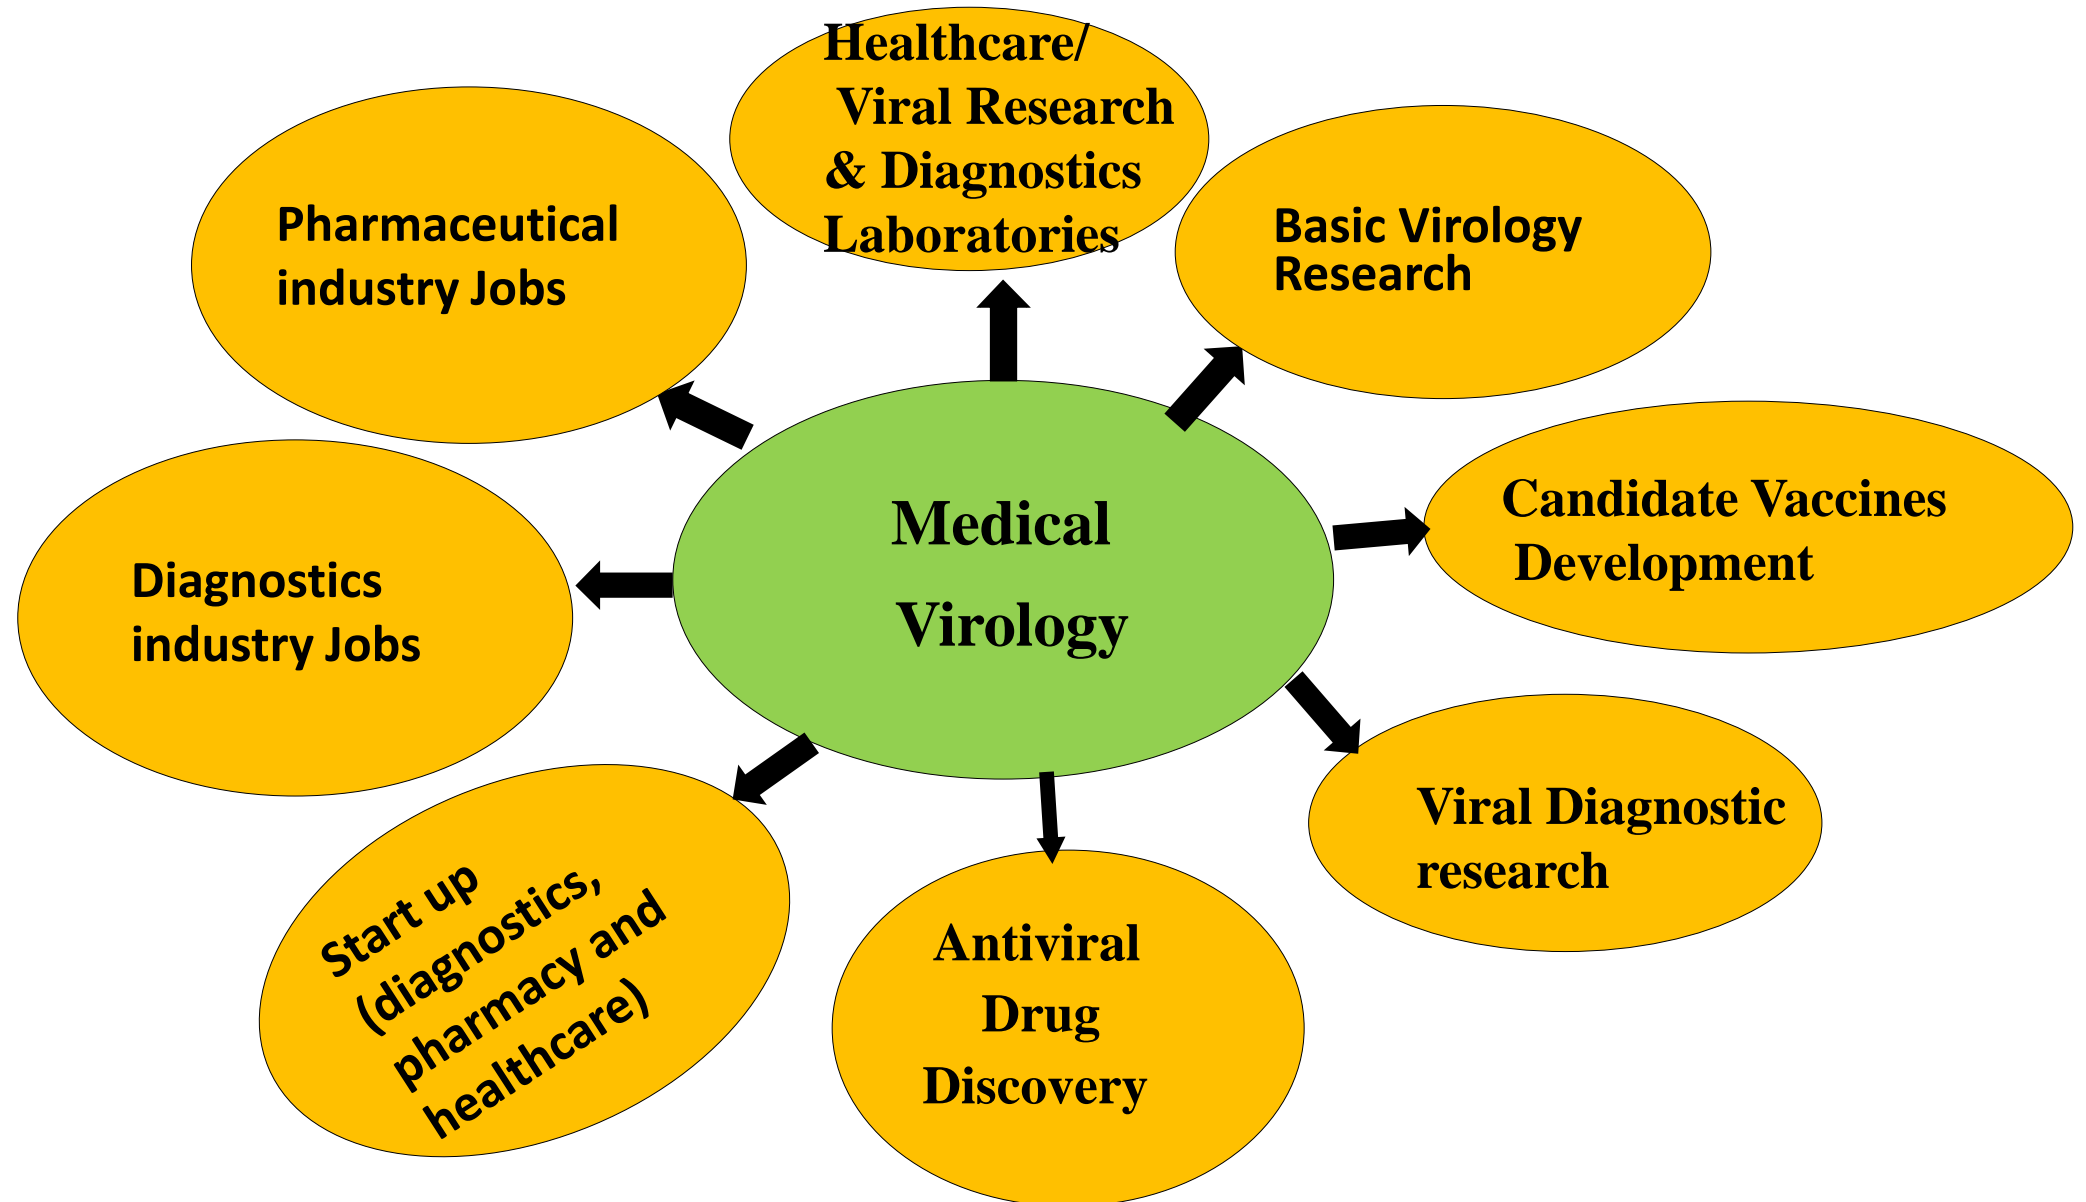 Healthcare/
Viral Research
& Diagnostics
Laboratories
Pharmaceutical
industry Jobs
Basic Virology
Research
Medical
Virology
Candidate Vaccines
Development
Diagnostics
industry Jobs
Viral Diagnostic
research
Start up
(diagnostics,
pharmacy and
healthcare)
Antiviral
Drug
Discovery